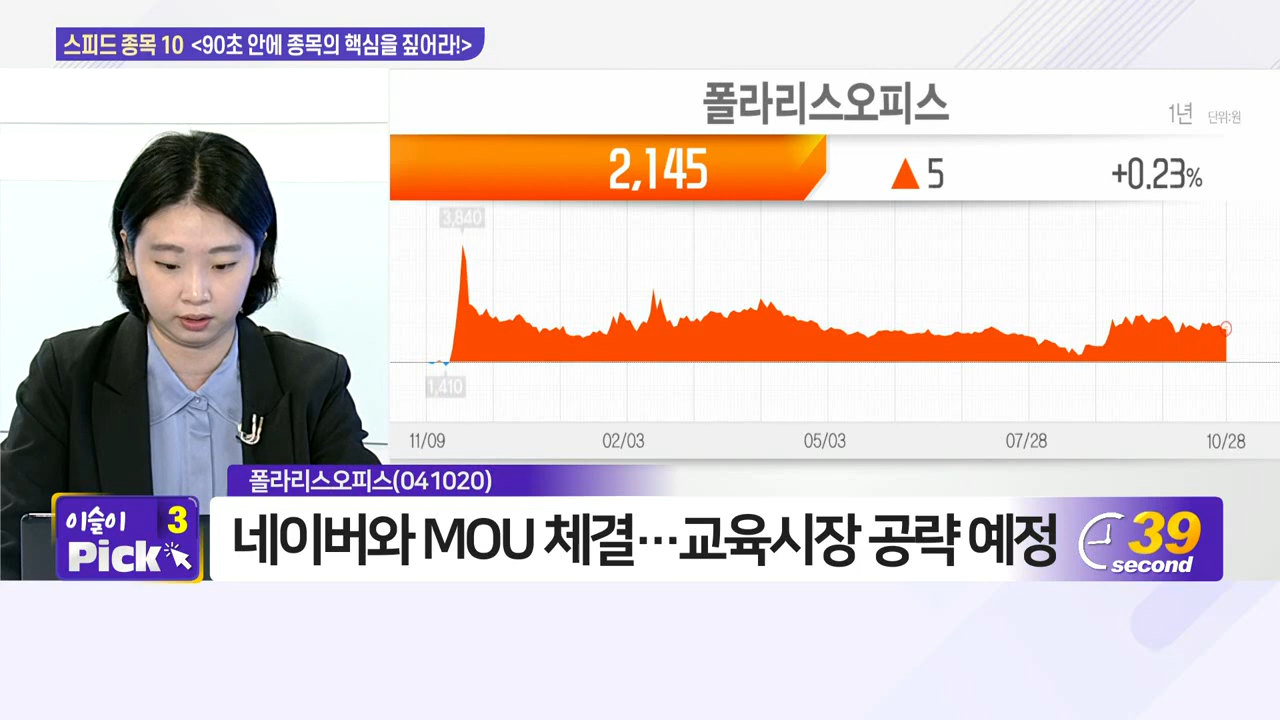 스피드 종목 10 <90초 안에 종목의 핵심을 짚어라!>
폴라리스오피스
1년 단위:원
2,145 ▲ 5 +0.23%
3,840
1,410
11/09 02/03 05/03 07/28 10/28
폴라리스오피스(041020)
이슬이 3
Pick
네이버와 MOU 체결…교육시장 공략 예정
39
second